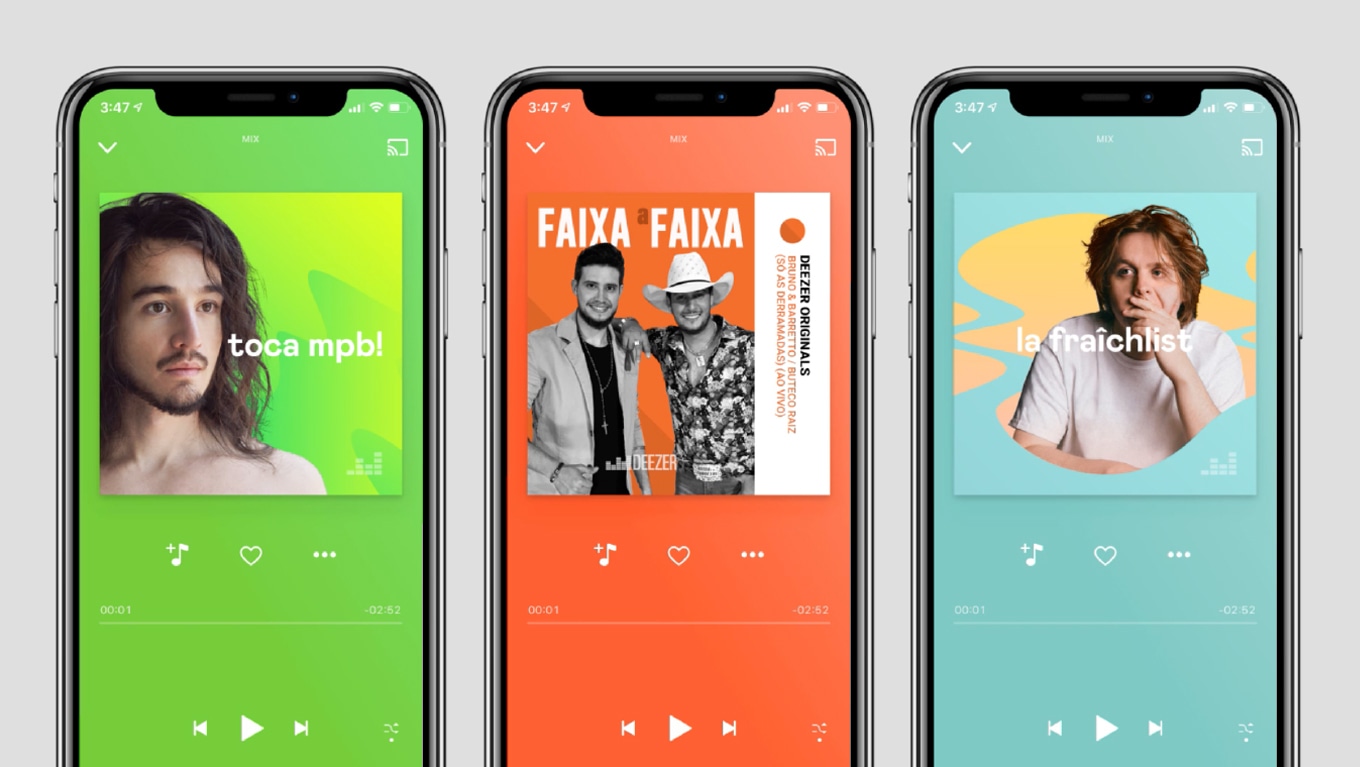 3:47
MIX
toca mpb!
00:01
-02:52
3:47
MIX
FAIXA a FAIXA
DEEZER ORIGINALS
BRUNO & BARRETTO / BUTECO RAIZ
(SÓ AS DERRAMADAS) (AO VIVO)
DEEZER
00:01
-02:52
3:47
MIX
la fraîchlist
00:01
-02:52